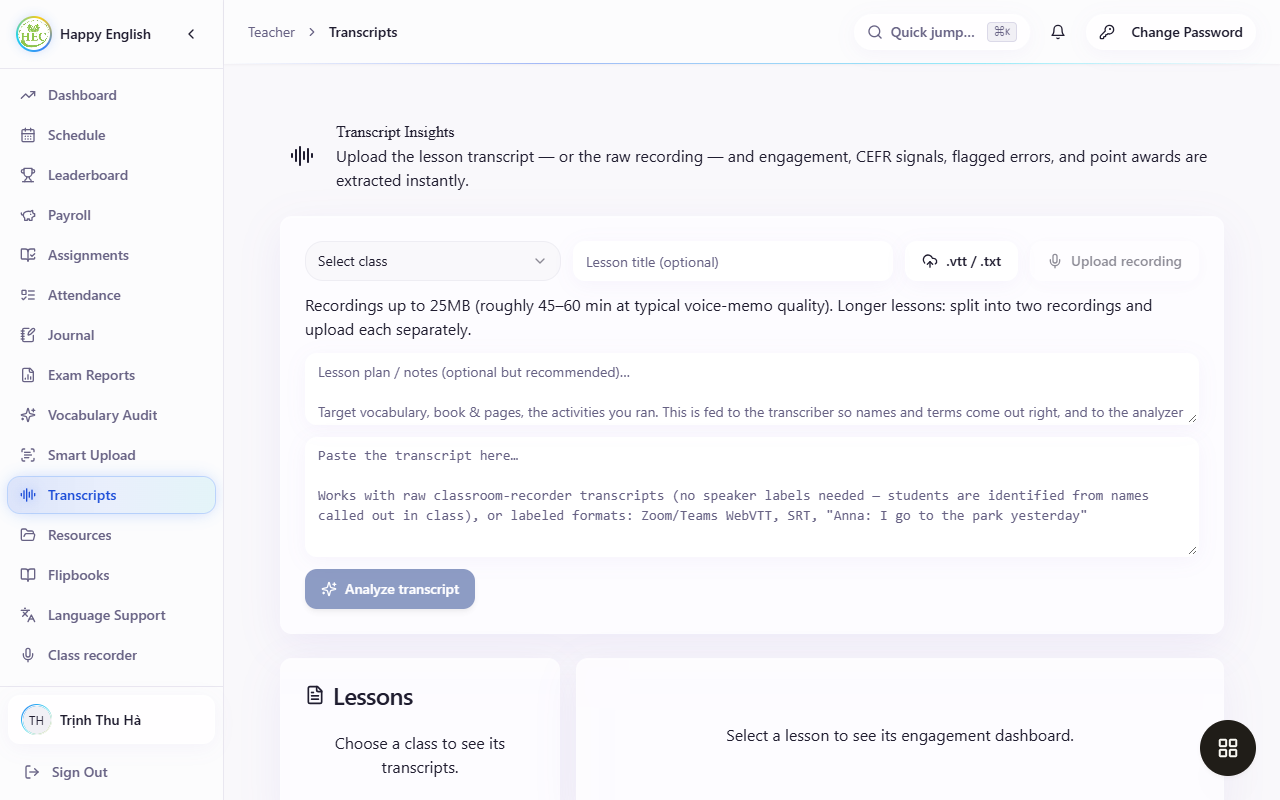 HEC
Happy English
Dashboard
Schedule
Leaderboard
Payroll
Assignments
Attendance
Journal
Exam Reports
Vocabulary Audit
Smart Upload
Transcripts
Resources
Flipbooks
Language Support
Class recorder
TH
Trịnh Thu Hà
Sign Out
Teacher
Transcripts
Quick jump...
⌘K
Change Password
Transcript Insights
Upload the lesson transcript — or the raw recording — and engagement, CEFR signals, flagged errors, and point awards are
extracted instantly.
Select class
Lesson title (optional)
.vtt / .txt
Upload recording
Recordings up to 25MB (roughly 45–60 min at typical voice-memo quality). Longer lessons: split into two recordings and
upload each separately.
Lesson plan / notes (optional but recommended)…
Target vocabulary, book & pages, the activities you ran. This is fed to the transcriber so names and terms come out right, and to the analyzer
Paste the transcript here…
Works with raw classroom-recorder transcripts (no speaker labels needed — students are identified from names
called out in class), or labeled formats: Zoom/Teams WebVTT, SRT, "Anna: I go to the park yesterday"
Analyze transcript
Lessons
Choose a class to see its
transcripts.
Select a lesson to see its engagement dashboard.